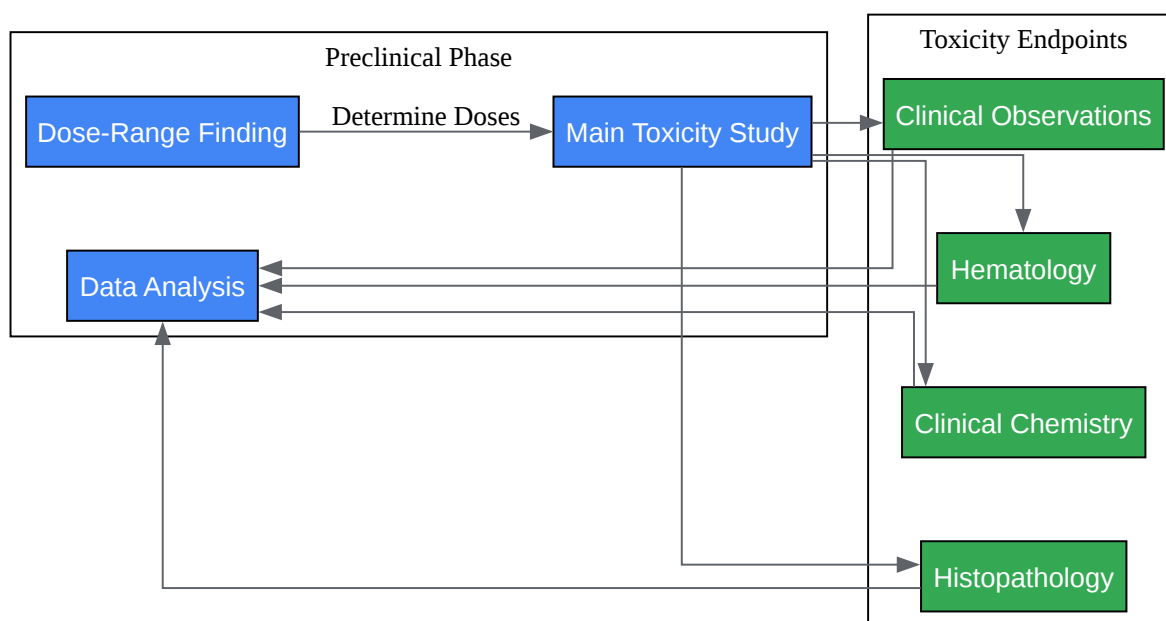 Preclinical Phase
Toxicity Endpoints
Dose-Range Finding
Determine Doses
Main Toxicity Study
Clinical Observations
Data Analysis
Hematology
Clinical Chemistry
Histopathology